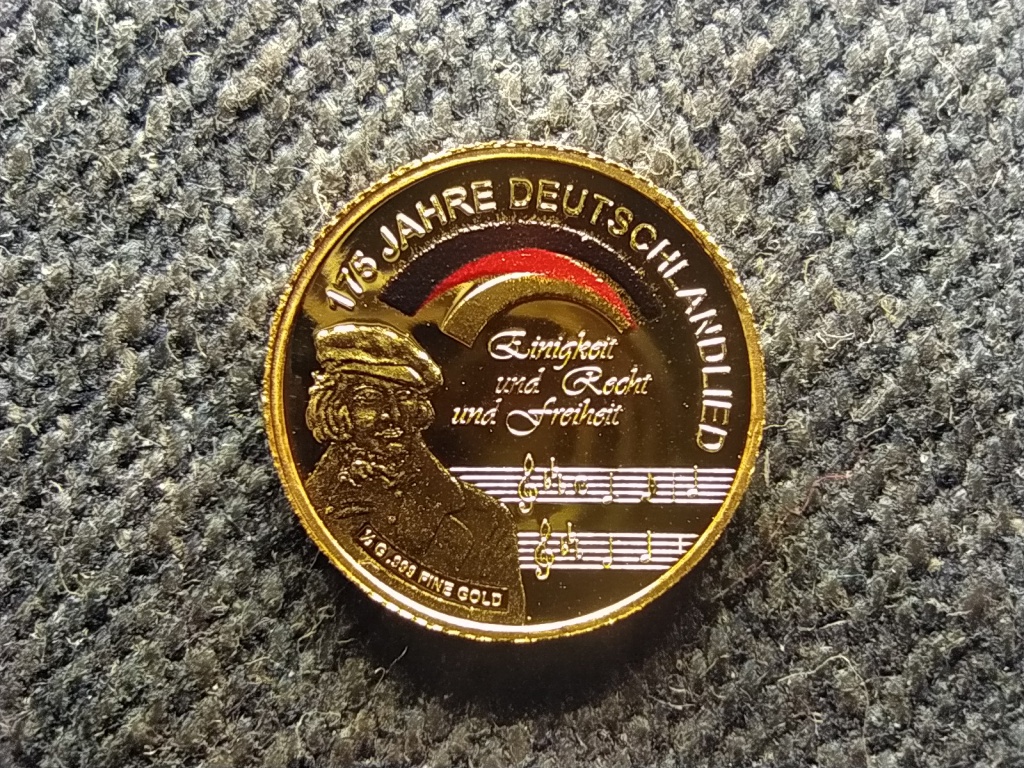 175 JAHRE DEUTSCHLANDLIED
Einigkeit
und Recht
und Freiheit
½ G .999 FINE GOLD